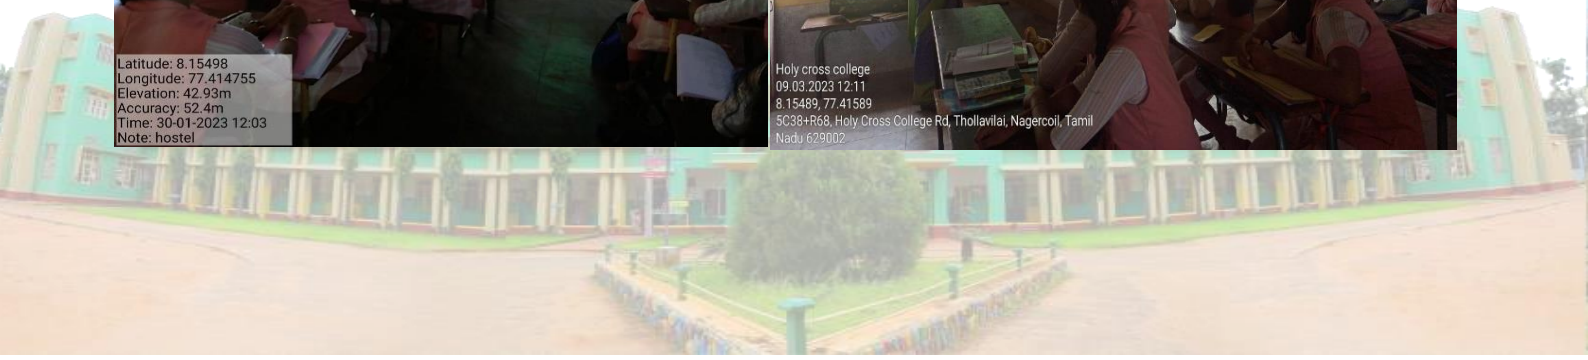 Latitude: 8.15498
Longitude: 77.414755
Elevation: 42.93m
Accuracy: 52.4m
Time: 30-01-2023 12:03
Note: hostel
Holy cross college
09.03.2023 12:11
8.15489, 77.41589
5C38+R68, Holy Cross College Rd, Thollavilai, Nagercoil, Tamil
Nadu 629002